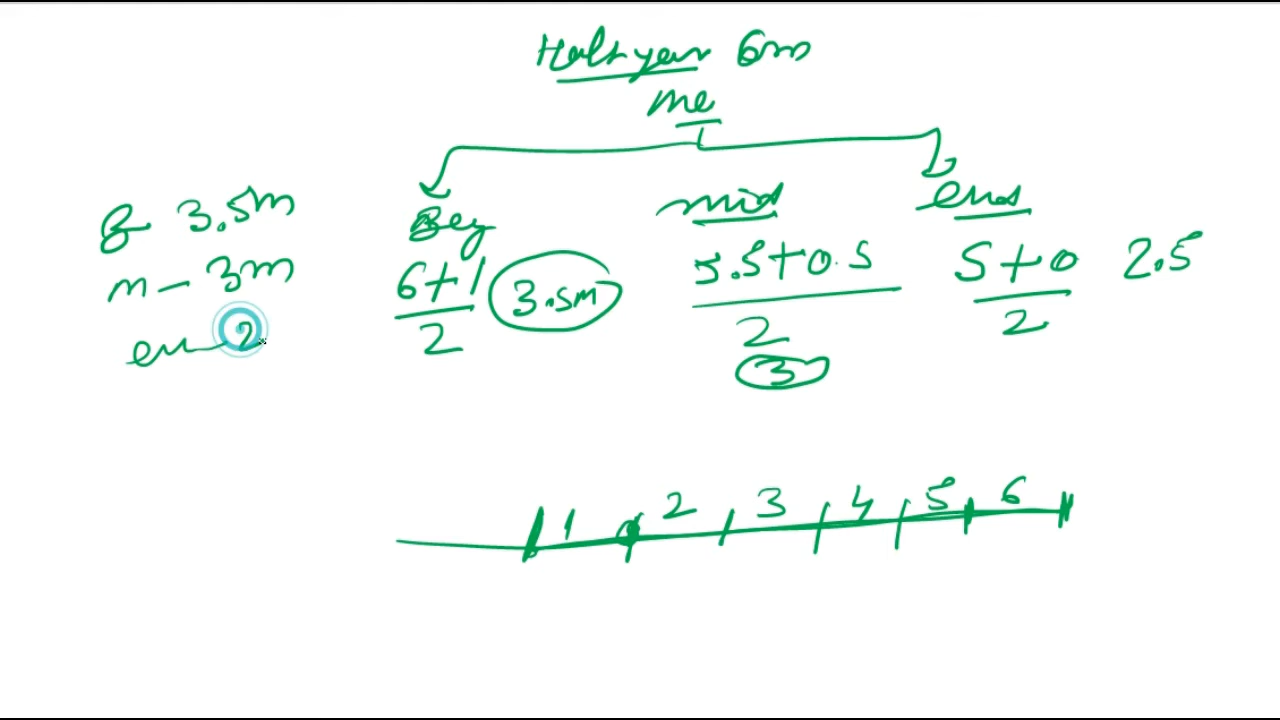 Half year 6m
me
Beg mid end
6+1
2
3.5m
5.5+0.5
2
3
5+0
2
2.5
B 3.5m
m - 3m
en 2
1 2 3 4 5 6